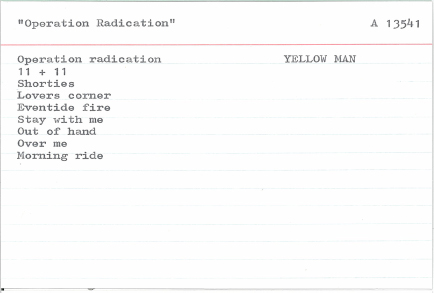 "Operation Radication" A 13541
Operation radication YELLOW MAN
11 + 11
Shorties
Lovers corner
Eventide fire
Stay with me
Out of hand
Over me
Morning ride